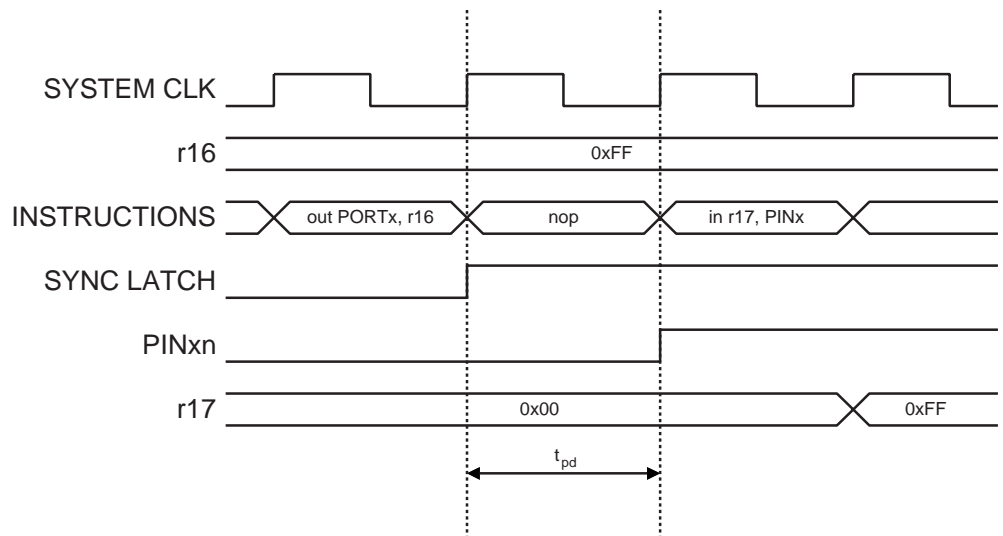 SYSTEM CLK
r16
0xFF
INSTRUCTIONS
out PORTx, r16
nop
in r17, PINx
SYNC LATCH
PINxn
r17
0x00
0xFF
tpd